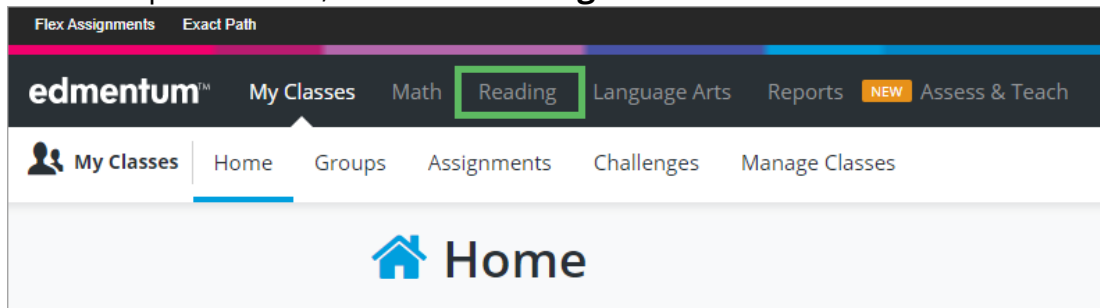 Flex Assignments Exact Path
edmentum™ My Classes Math Reading Language Arts Reports NEW Assess & Teach
My Classes Home Groups Assignments Challenges Manage Classes
Home